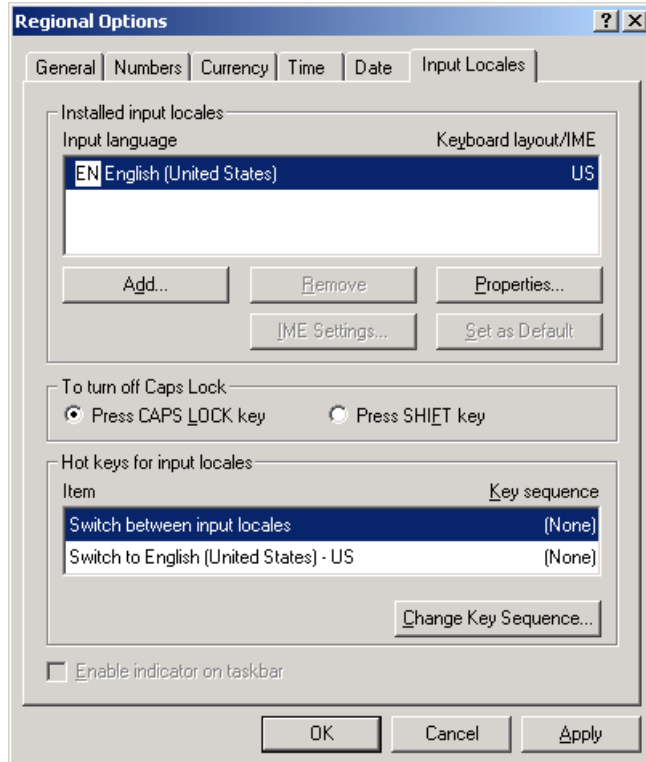 Regional Options
General Numbers Currency Time Date Input Locales
Installed input locales
Input language Keyboard layout/IME
EN English (United States) US
Add... Remove Properties...
IME Settings... Set as Default
To turn off Caps Lock
Press CAPS LOCK key Press SHIFT key
Hot keys for input locales
Item Key sequence
Switch between input locales (None)
Switch to English (United States) - US (None)
Change Key Sequence...
Enable indicator on taskbar
OK Cancel Apply